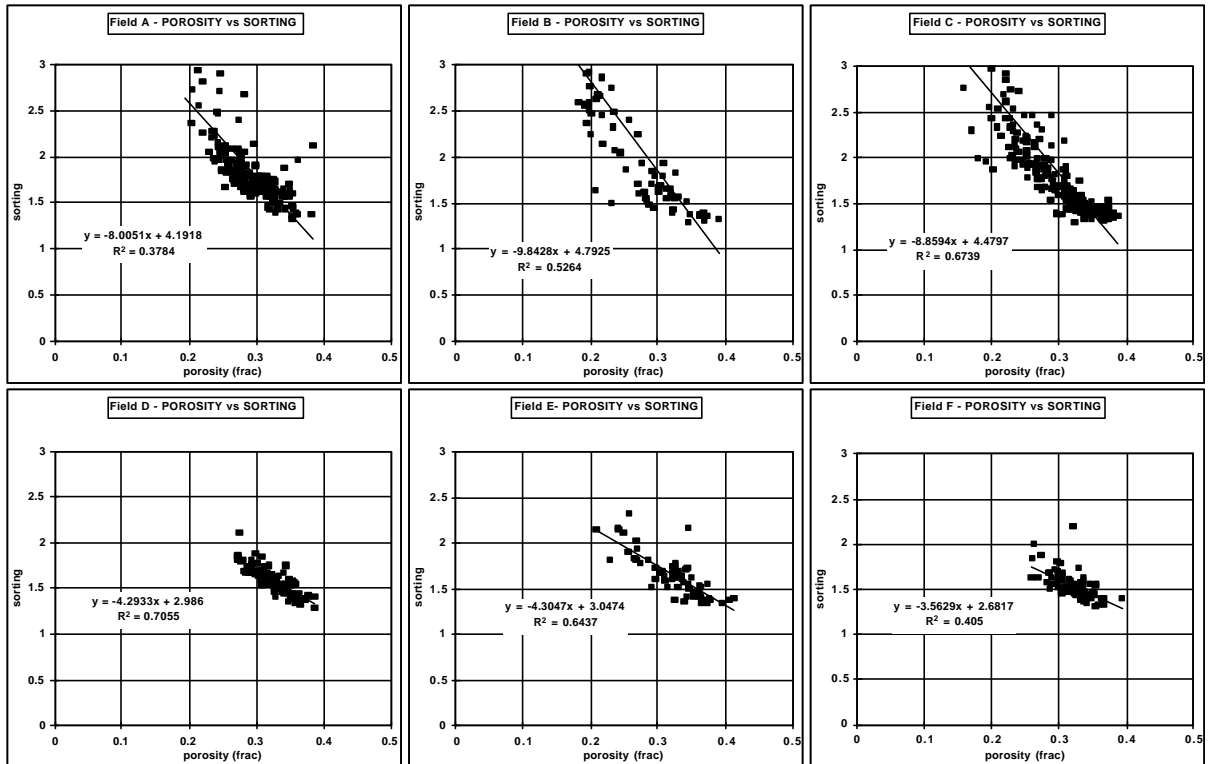 Field A - POROSITY vs SORTING
3
2.5
2
1.5
1
0.5
0
sorting
y = -8.0051x + 4.1918
R² = 0.3784
0 0.1 0.2 0.3 0.4 0.5
porosity (frac)
Field B - POROSITY vs SORTING
3
2.5
2
1.5
1
0.5
0
sorting
y = -9.8428x + 4.7925
R² = 0.5264
0 0.1 0.2 0.3 0.4 0.5
porosity (frac)
Field C - POROSITY vs SORTING
3
2.5
2
1.5
1
0.5
0
sorting
y = -8.8594x + 4.4797
R² = 0.6739
0 0.1 0.2 0.3 0.4 0.5
porosity (frac)
Field D - POROSITY vs SORTING
3
2.5
2
1.5
1
0.5
0
sorting
y = -4.2933x + 2.986
R² = 0.7055
0 0.1 0.2 0.3 0.4 0.5
porosity (frac)
Field E- POROSITY vs SORTING
3
2.5
2
1.5
1
0.5
0
sorting
y = -4.3047x + 3.0474
R² = 0.6437
0 0.1 0.2 0.3 0.4 0.5
porosity (frac)
Field F - POROSITY vs SORTING
3
2.5
2
1.5
1
0.5
0
sorting
y = -3.5629x + 2.6817
R² = 0.405
0 0.1 0.2 0.3 0.4 0.5
porosity (frac)